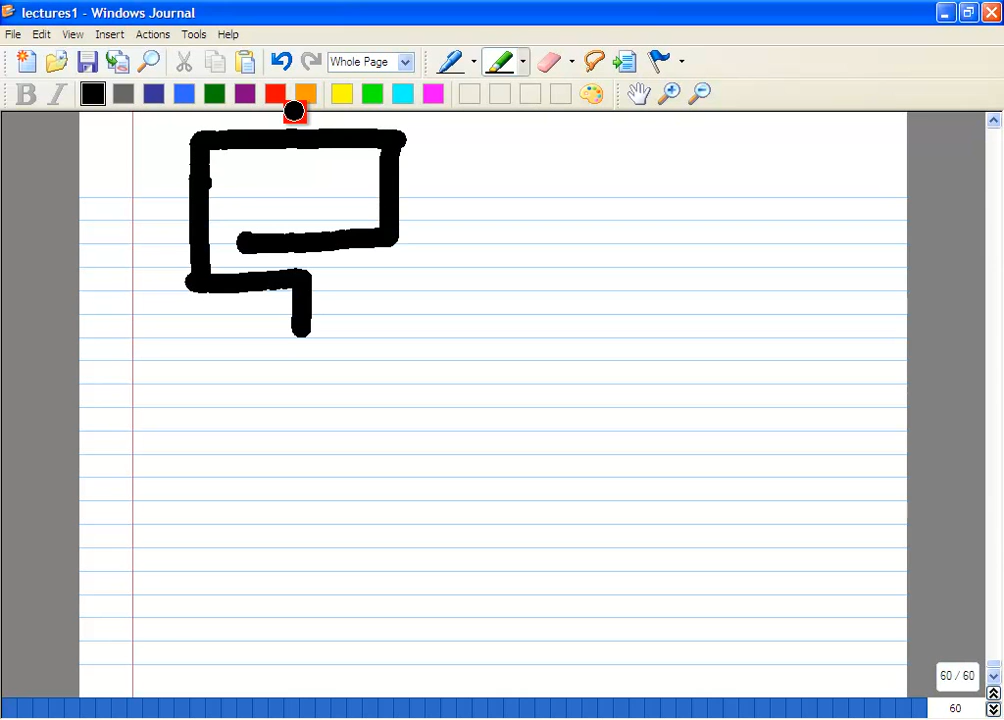 lectures1 - Windows Journal
File Edit View Insert Actions Tools Help
Whole Page
B I
60 / 60
60